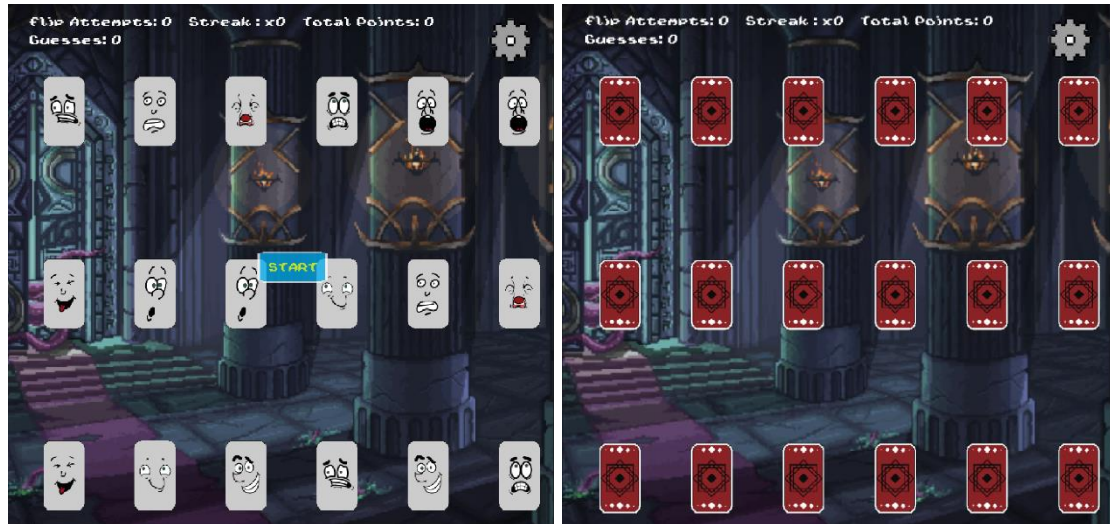 flip Attempts: 0 Streak: x0 Total Points: 0
Guesses: 0
START
flip Attempts: 0 Streak: x0 Total Points: 0
Guesses: 0